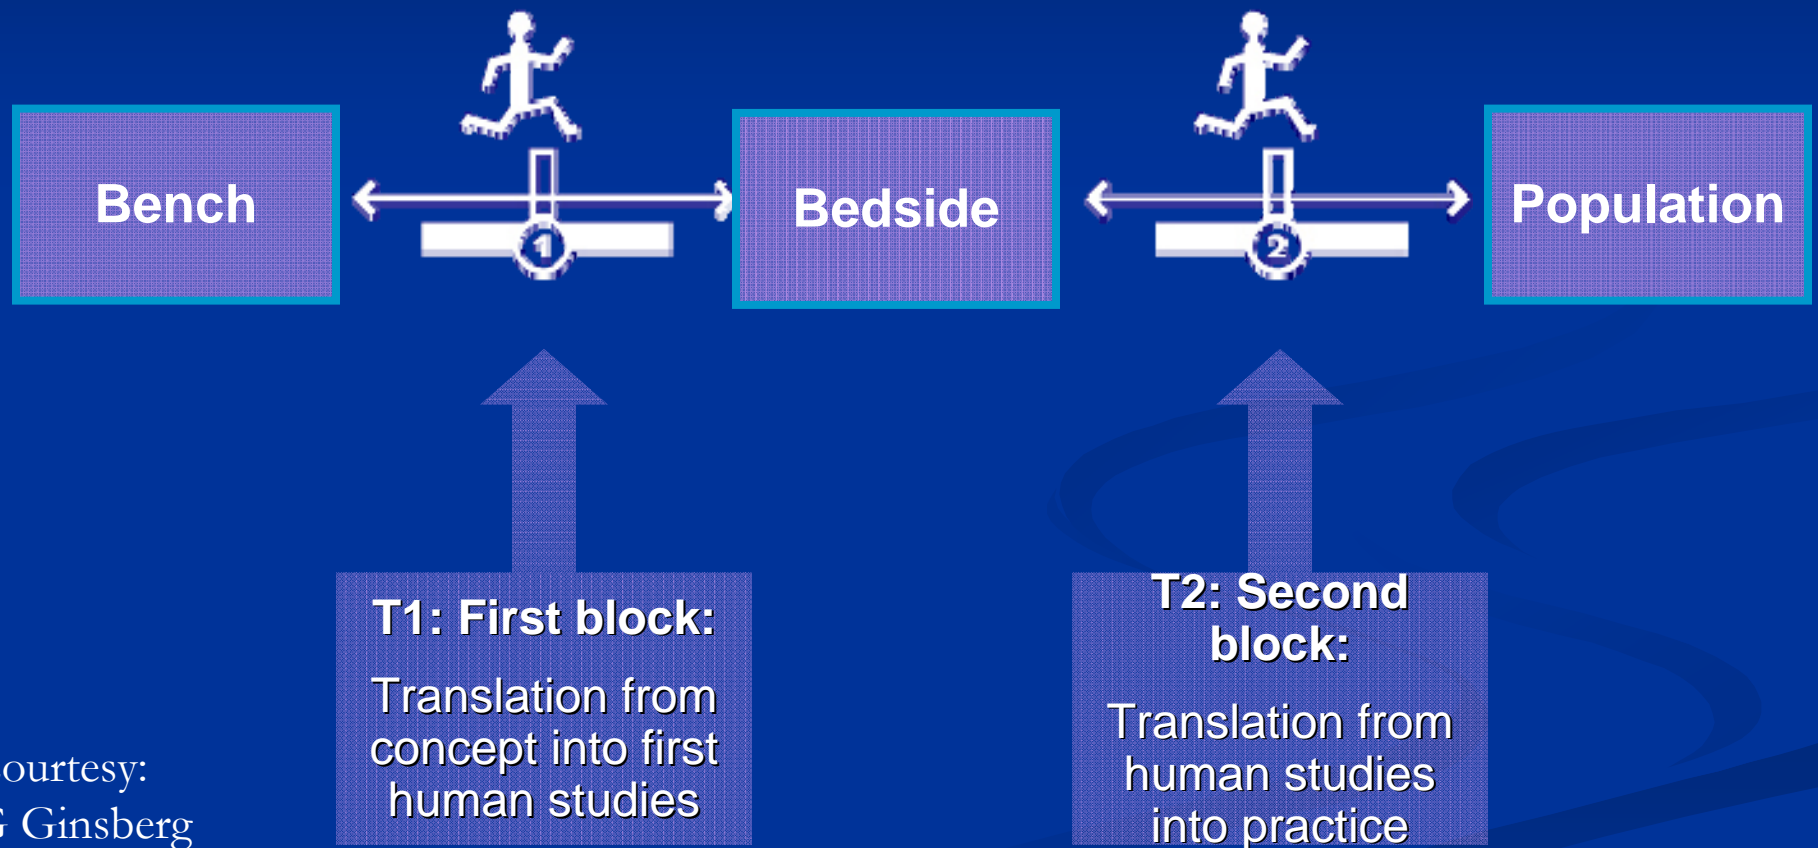 Bench
1
Bedside
2
Population
T1: First block:
Translation from
concept into first
human studies
T2: Second
block:
Translation from
human studies
into practice
ourtesy:
G Ginsberg